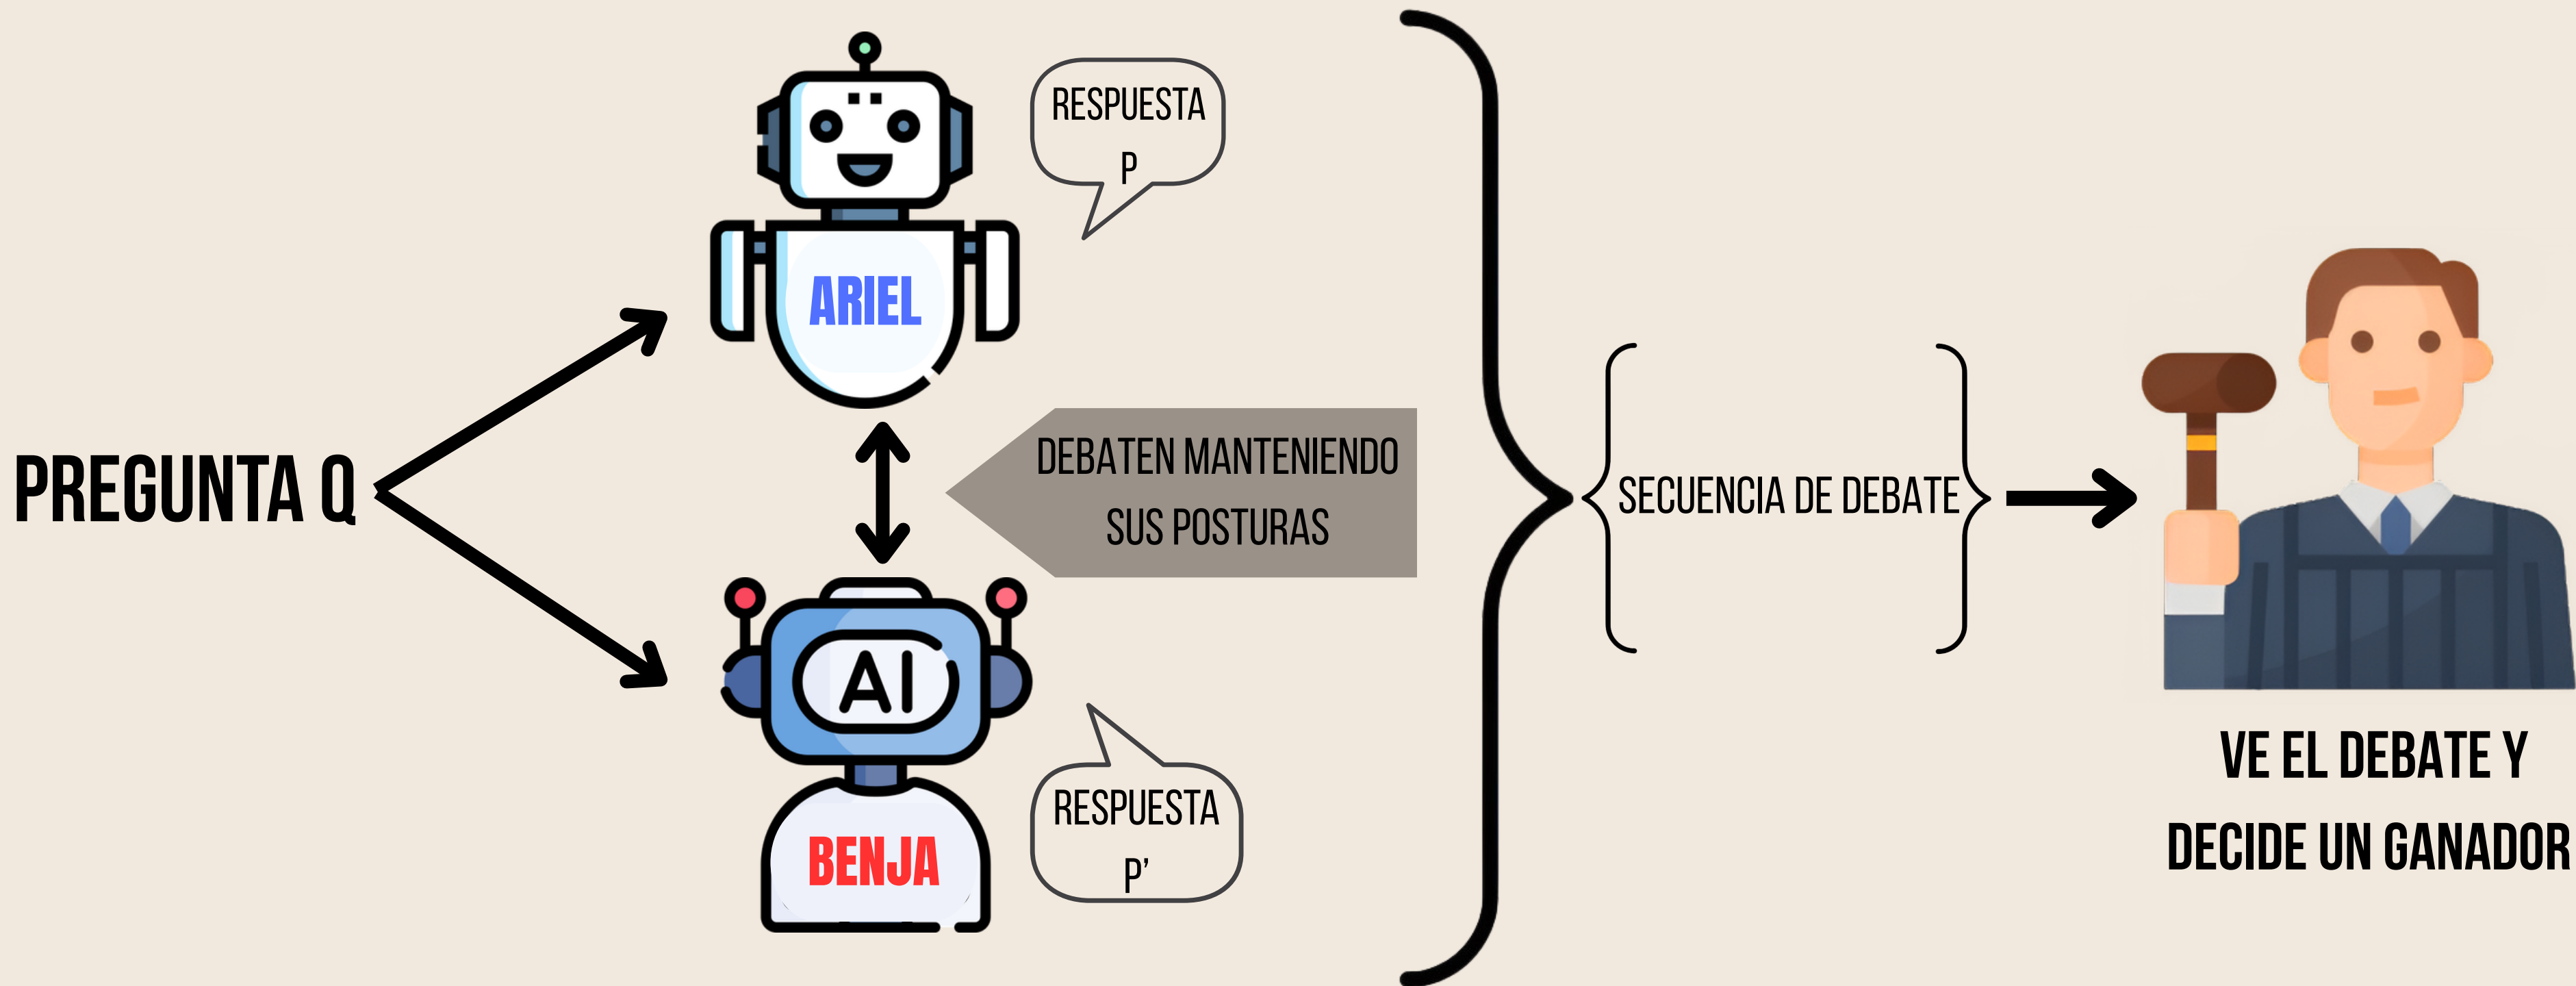 PREGUNTA Q
RESPUESTA
P
ARIEL
DEBATEN MANTENIENDO
SUS POSTURAS
AI
BENJA
RESPUESTA
P'
SECUENCIA DE DEBATE
VE EL DEBATE Y
DECIDE UN GANADOR